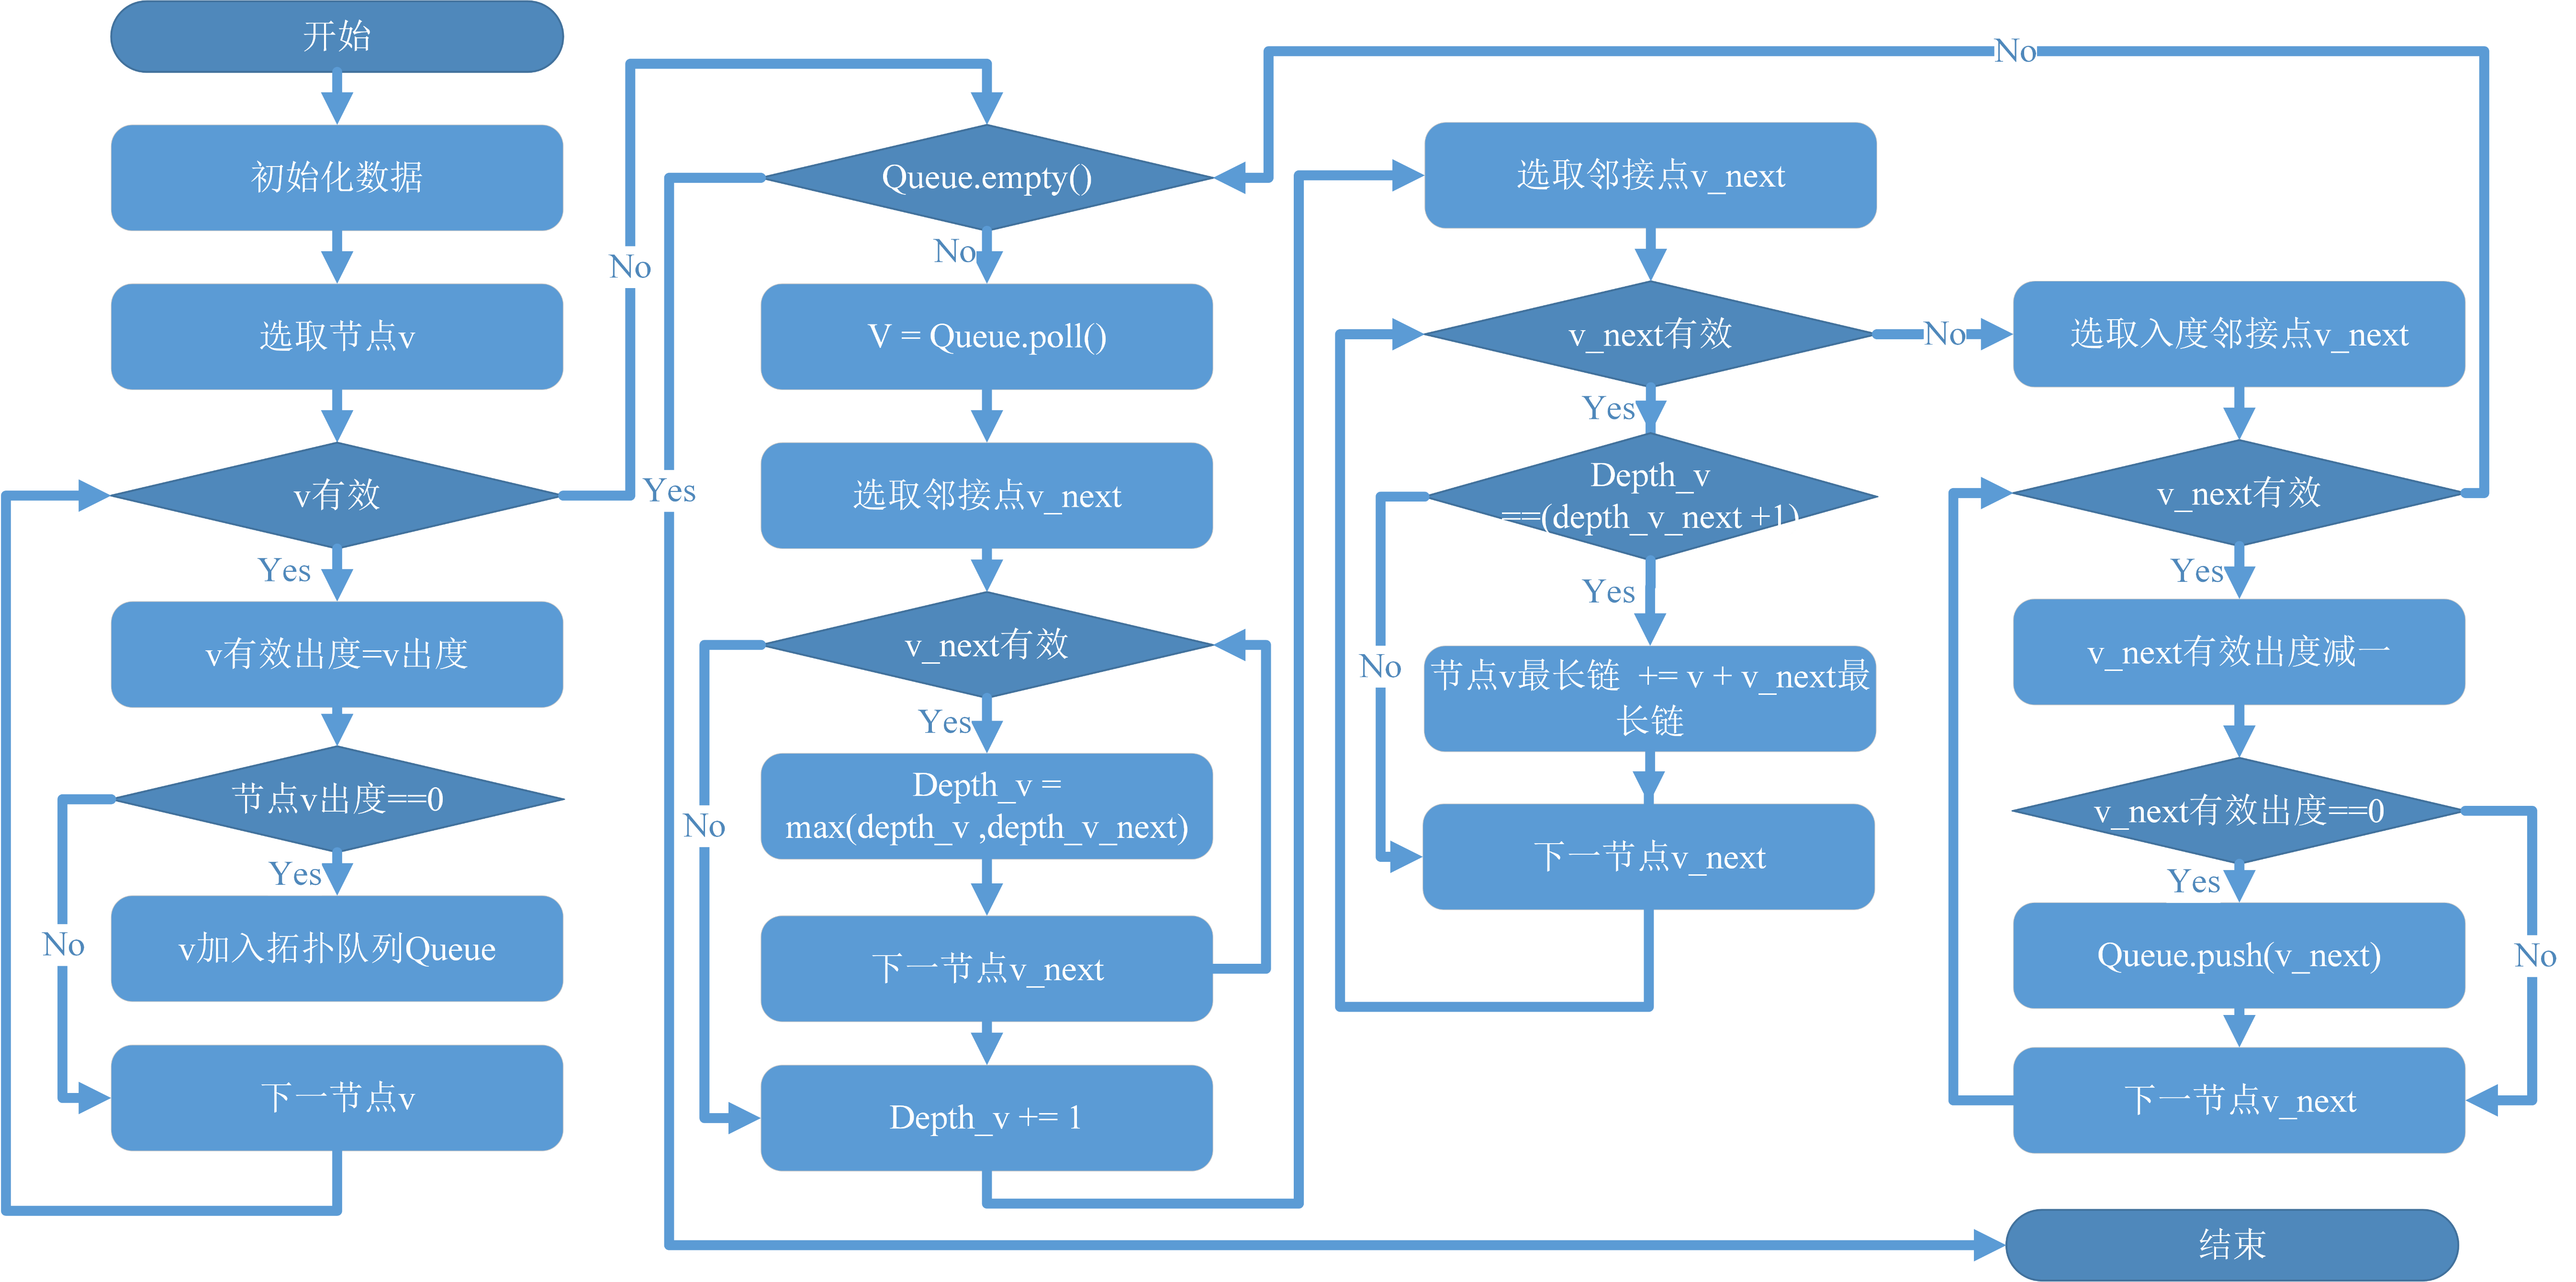 开始
初始化数据
选取节点v
v有效
Yes
v有效出度=v出度
节点v出度==0
Yes
No
v加入拓扑队列Queue
下一节点v
No
Queue.empty()
No
Yes
V = Queue.poll()
选取邻接点v_next
v_next有效
Yes
No
Depth_v =
max(depth_v ,depth_v_next)
下一节点v_next
Depth_v += 1
选取邻接点v_next
v_next有效
No
Yes
Depth_v
==(depth_v_next +1)
Yes
No
节点v最长链 += v + v_next最
长链
下一节点v_next
No
选取入度邻接点v_next
v_next有效
Yes
v_next有效出度减一
v_next有效出度==0
Yes
No
Queue.push(v_next)
下一节点v_next
结束